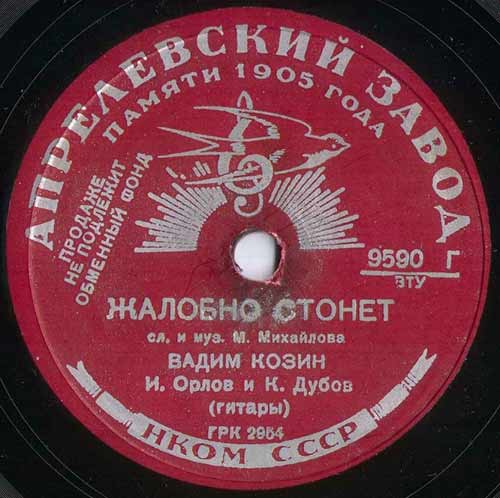 АПРЕЛЕВСКИЙ ЗАВОД
ПАМЯТИ 1905 ГОДА
ПРОДАЖЕ
НЕ ПОДЛЕЖИТ
ОБМЕННЫЙ ФОНД
9590 Г
ВТУ
ЖАЛОБНО СТОНЕТ
сл. и муз. М. Михайлова
ВАДИМ КОЗИН
И. Орлов и К. Дубов
(гитары)
ГРК 2954
НКОМ СССР